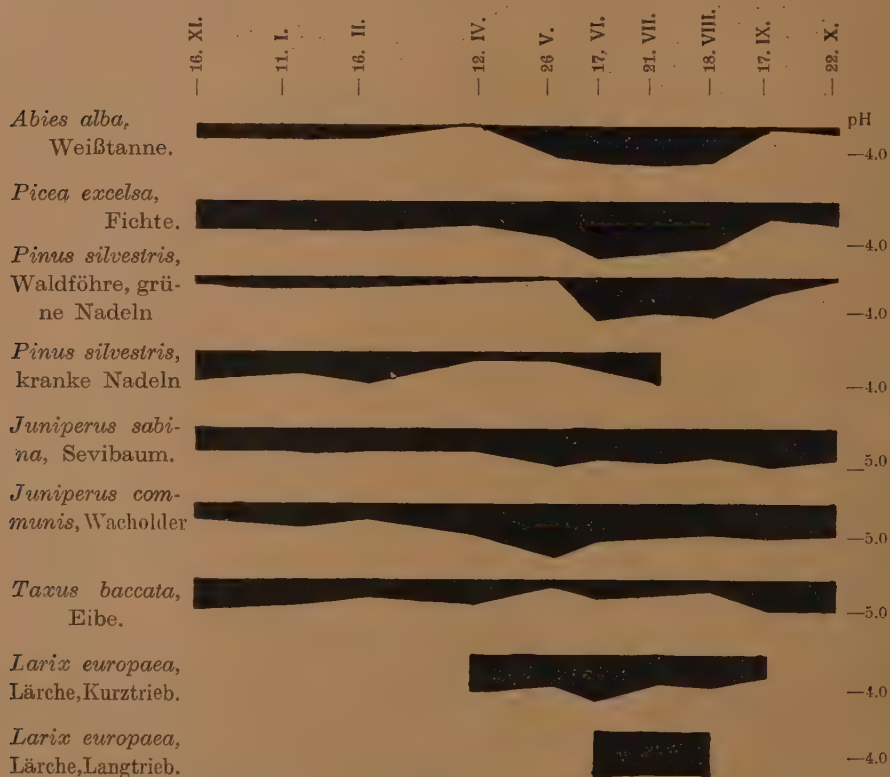 — 16. XI.
— 11. I.
— 16. II.
— 12. IV.
— 26 V.
— 17. VI.
— 21. VII.
— 18. VIII.
— 17. IX.
— 22. X.
Abies alba,
Weißtanne.
pH
—4.0
Picea excelsa,
Fichte.
—4.0
Pinus silvestris,
Waldföhre, grü-
ne Nadeln
—4.0
Pinus silvestris,
kranke Nadeln
—4.0
Juniperus sabi-
na, Sevibaum.
—5.0
Juniperus com-
munis, Wacholder
—5.0
Taxus baccata,
Eibe.
—5.0
Larix europaea,
Lärche, Kurztrieb.
—4.0
Larix europaea,
Lärche, Langtrieb.
—4.0